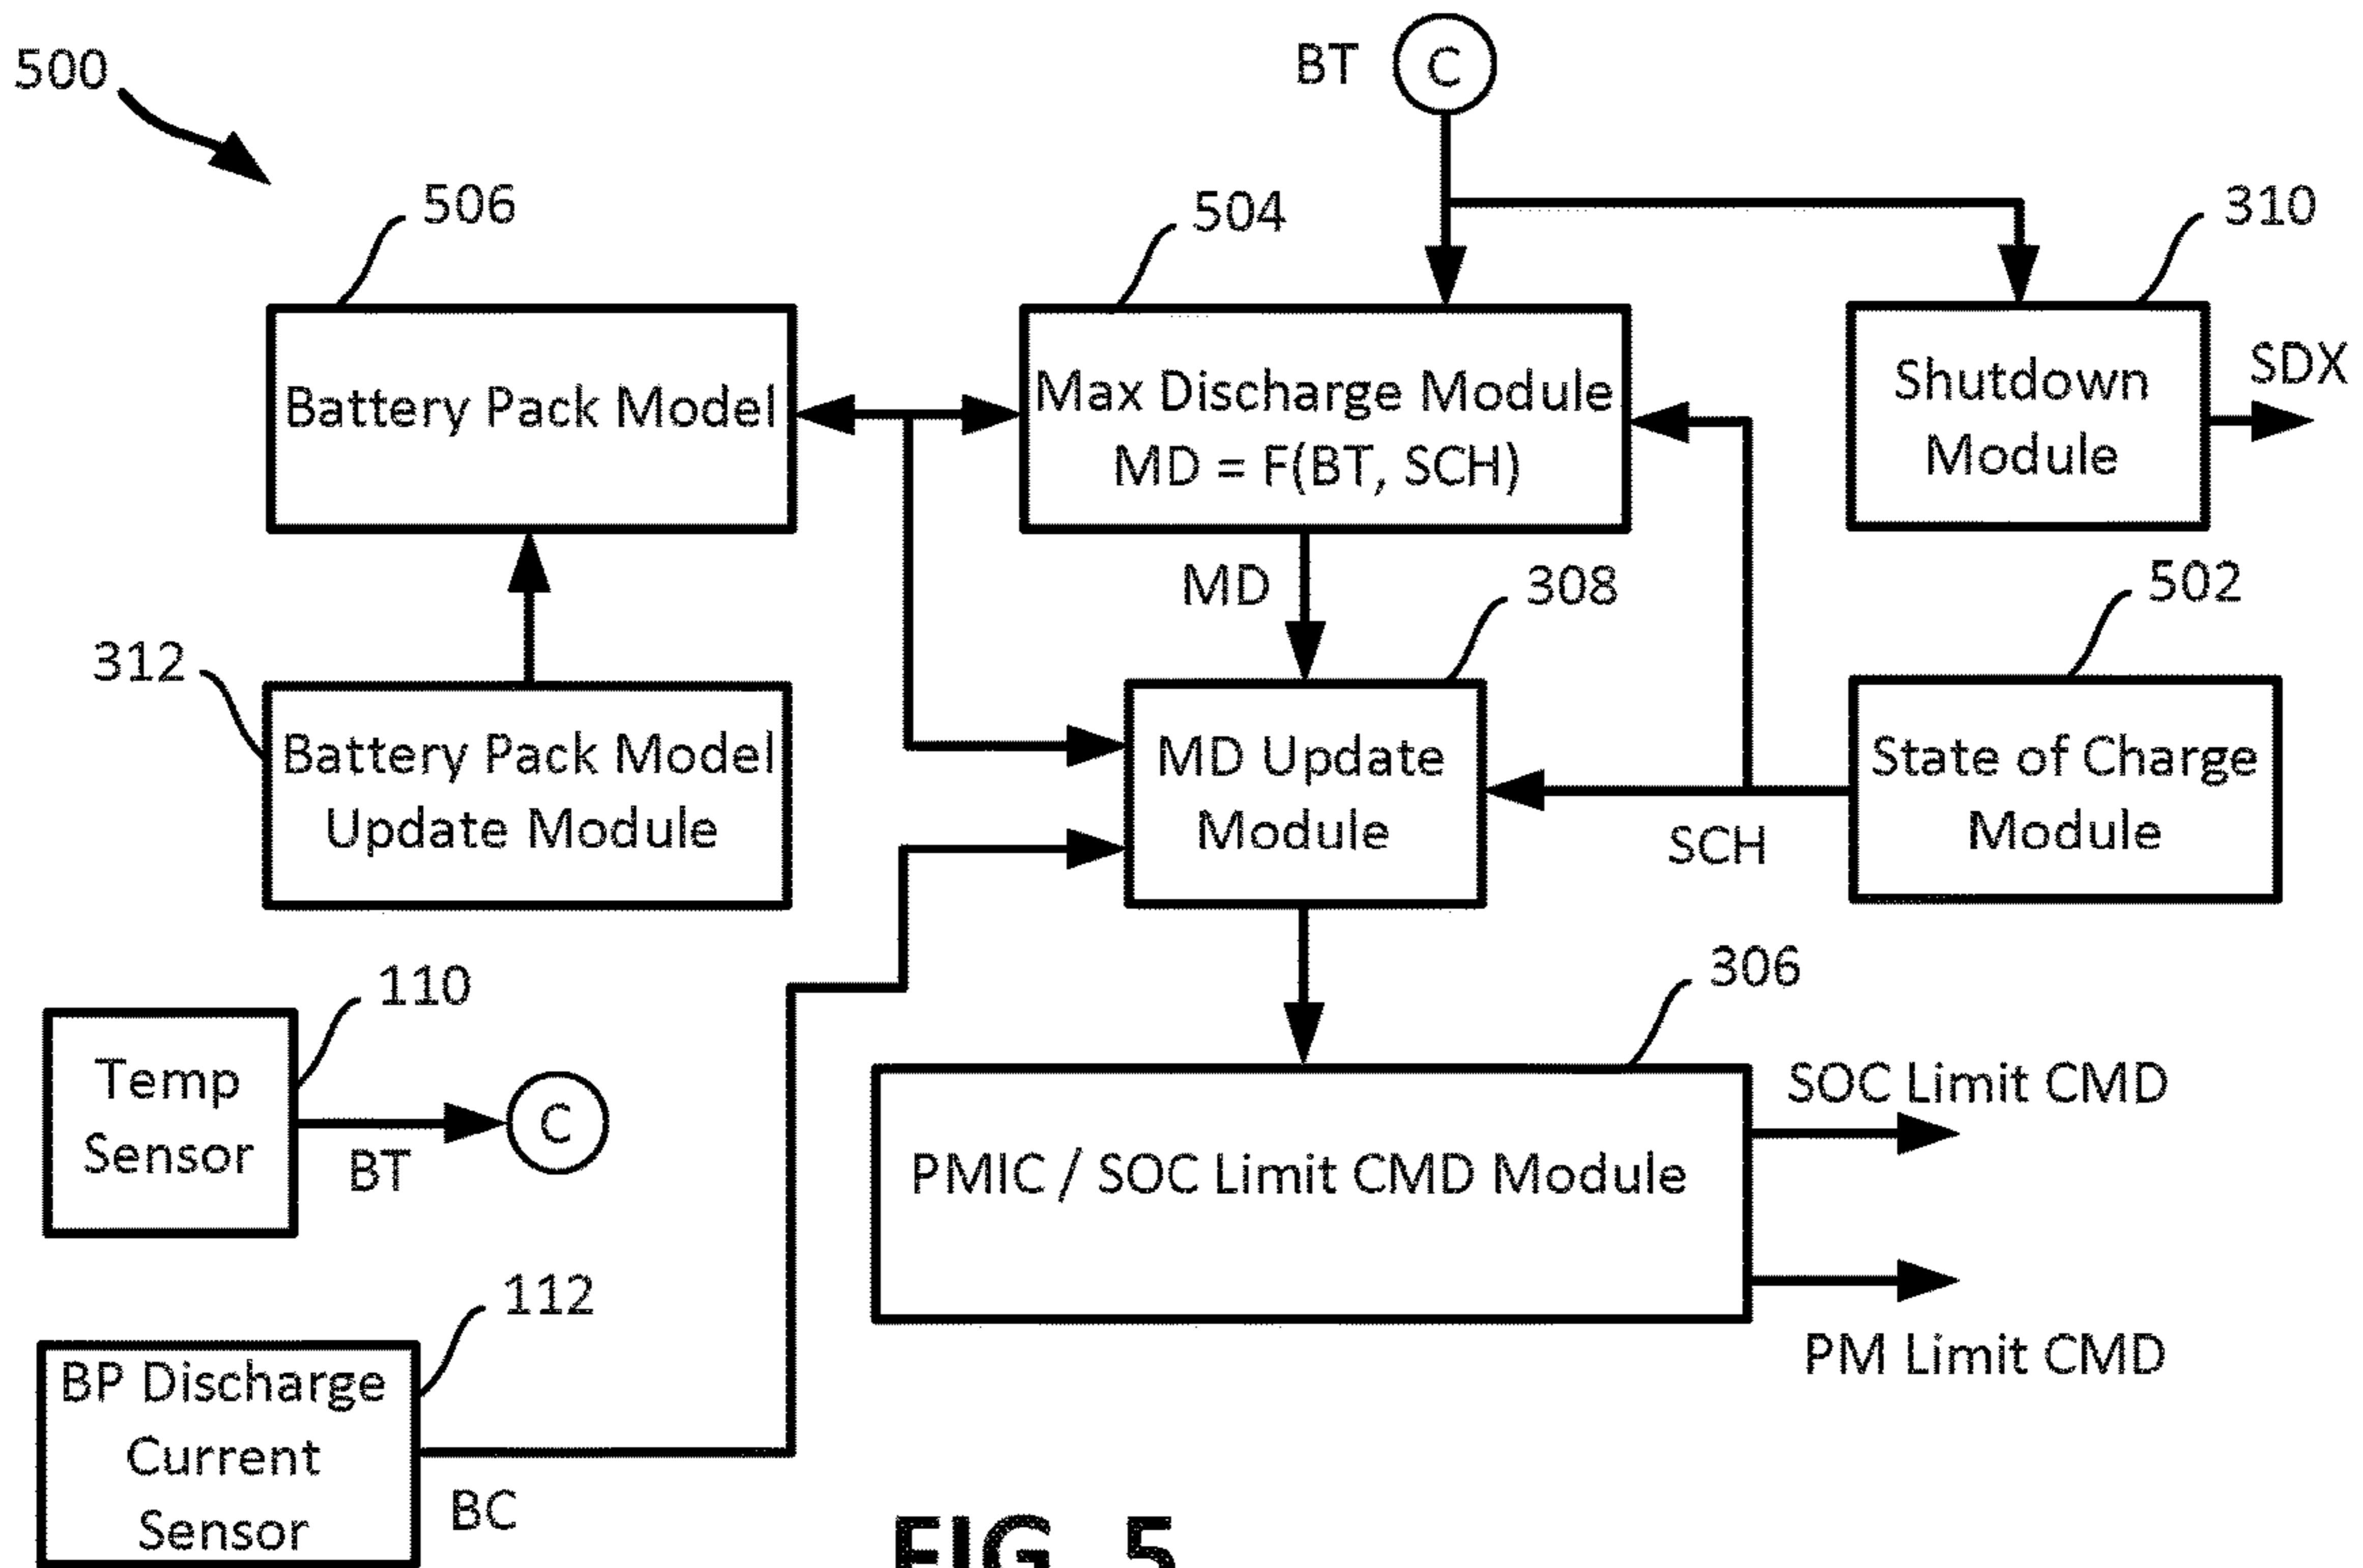 500
BT
C
506
504
310
Battery Pack Model
Max Discharge Module
MD = F(BT, SCH)
Shutdown
Module
SDX
MD
308
502
312
Battery Pack Model
Update Module
MD Update
Module
SCH
State of Charge
Module
110
306
Temp
Sensor
BT
C
PMIC / SOC Limit CMD Module
SOC Limit CMD
PM Limit CMD
112
BP Discharge
Current
Sensor
BC
FIG. 5